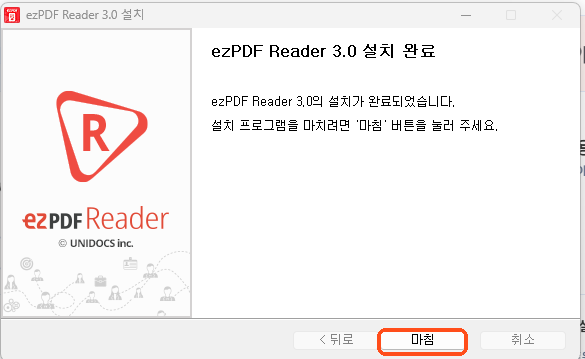 ezPDF Reader 3.0 설치
ezPDF Reader 3.0 설치 완료
ezPDF Reader 3.0의 설치가 완료되었습니다.
설치 프로그램을 마치려면 '마침' 버튼을 눌러 주세요.
R
ezPDF Reader
© UNIDOCS inc.
< 뒤로
마침
취소